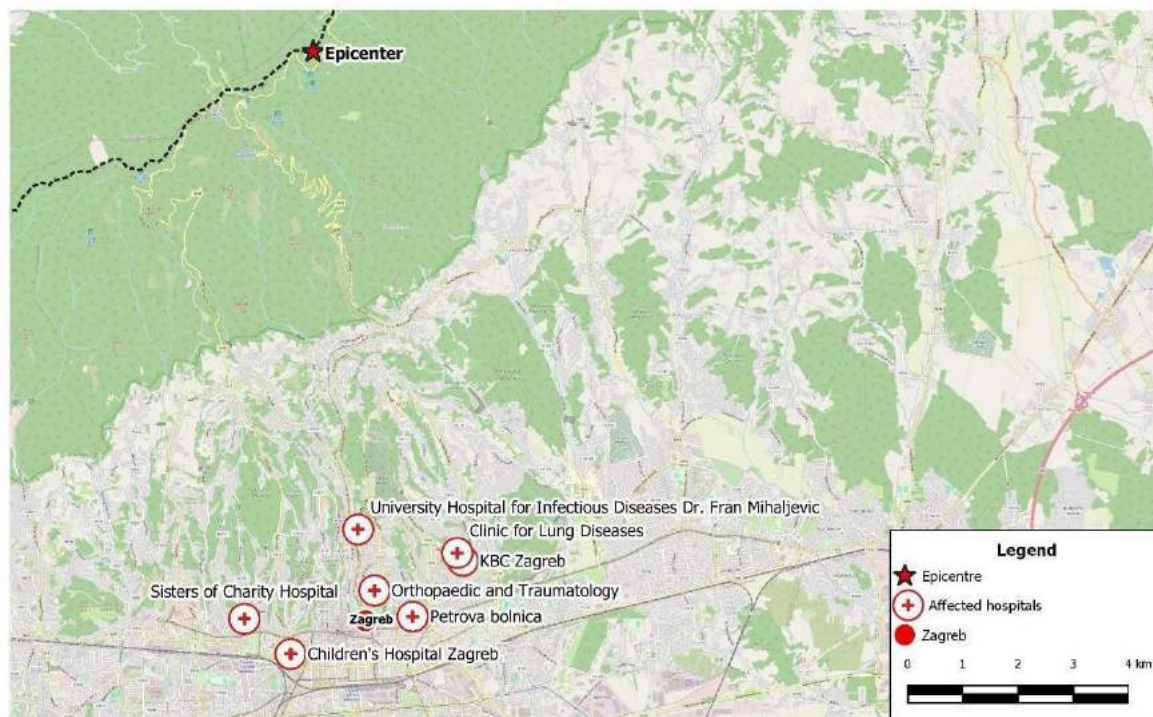 Epicenter
University Hospital for Infectious Diseases Dr. Fran Mihaljevic
Clinic for Lung Diseases
KBC Zagreb
Sisters of Charity Hospital
Orthopaedic and Traumatology
Zagreb
Petrova bolnica
Children's Hospital Zagreb
Legend
Epicentre
Affected hospitals
Zagreb
0 1 2 3 4 km